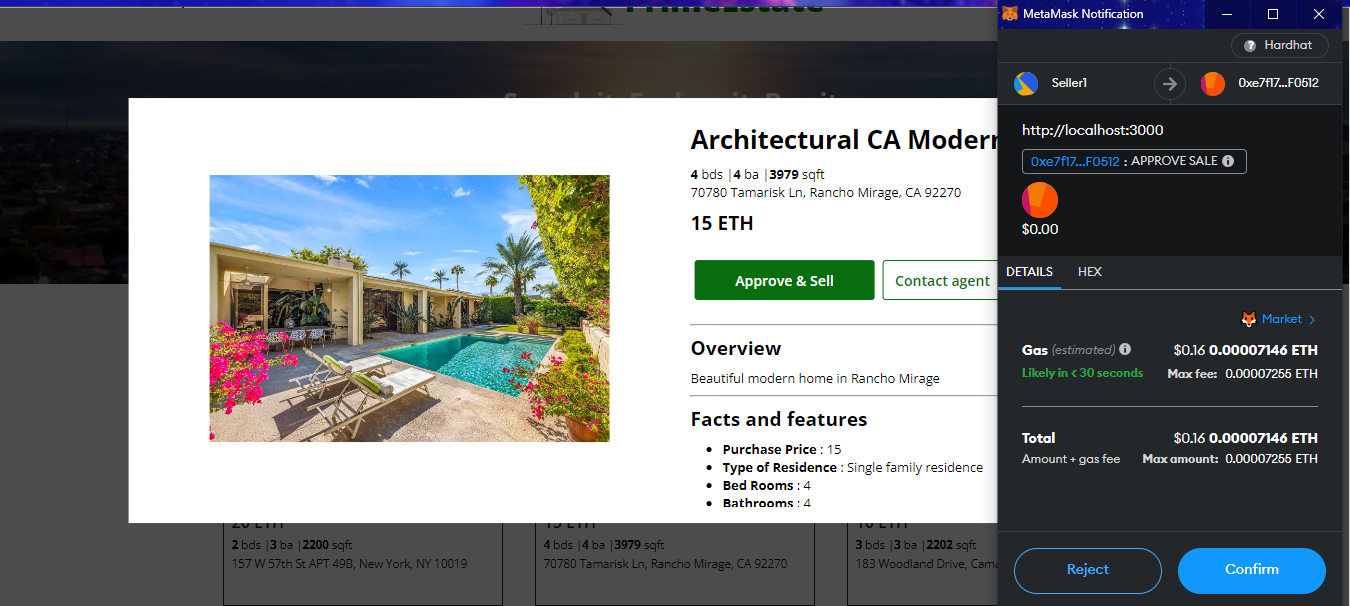 PrimeEstate
MetaMask Notification
Hardhat
Seller1
0xe7f17...F0512
http://localhost:3000
0xe7f17...F0512 : APPROVE SALE
$0.00
DETAILS
HEX
Market >
Gas (estimated)
$0.16 0.00007146 ETH
Likely in < 30 seconds
Max fee: 0.00007255 ETH
Total
$0.16 0.00007146 ETH
Amount + gas fee
Max amount: 0.00007255 ETH
Reject
Confirm
Architectural CA Modern
4 bds |4 ba |3979 sqft
70780 Tamarisk Ln, Rancho Mirage, CA 92270
15 ETH
Approve & Sell
Contact agent
Overview
Beautiful modern home in Rancho Mirage
Facts and features
Purchase Price : 15
Type of Residence : Single family residence
Bed Rooms : 4
Bathrooms : 4
20 ETH
2 bds |3 ba |2200 sqft
157 W 57th St APT 49B, New York, NY 10019
15 ETH
4 bds |4 ba |3979 sqft
70780 Tamarisk Ln, Rancho Mirage, CA 92270
10 ETH
3 bds |3 ba |2202 sqft
183 Woodland Drive, Cama